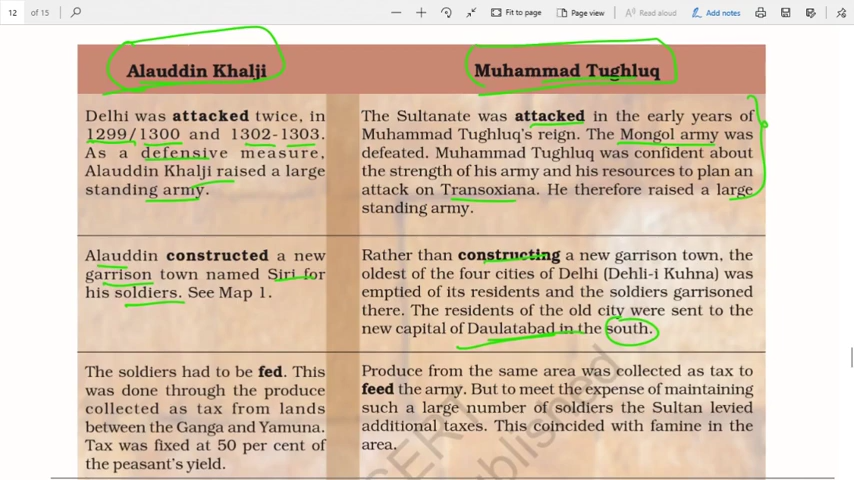 12 of 15
Fit to page
Page view
Read aloud
Add notes
Alauddin Khalji
Muhammad Tughluq
Delhi was attacked twice, in
1299/1300 and 1302-1303.
As a defensive measure,
Alauddin Khalji raised a large
standing army.
The Sultanate was attacked in the early years of
Muhammad Tughluq's reign. The Mongol army was
defeated. Muhammad Tughluq was confident about
the strength of his army and his resources to plan an
attack on Transoxiana. He therefore raised a large
standing army.
Alauddin constructed a new
garrison town named Siri for
his soldiers. See Map 1.
Rather than constructing a new garrison town, the
oldest of the four cities of Delhi (Dehli-i Kuhna) was
emptied of its residents and the soldiers garrisoned
there. The residents of the old city were sent to the
new capital of Daulatabad in the south.
The soldiers had to be fed. This
was done through the produce
collected as tax from lands
between the Ganga and Yamuna.
Tax was fixed at 50 per cent of
the peasant's yield.
Produce from the same area was collected as tax to
feed the army. But to meet the expense of maintaining
such a large number of soldiers the Sultan levied
additional taxes. This coincided with famine in the
area.